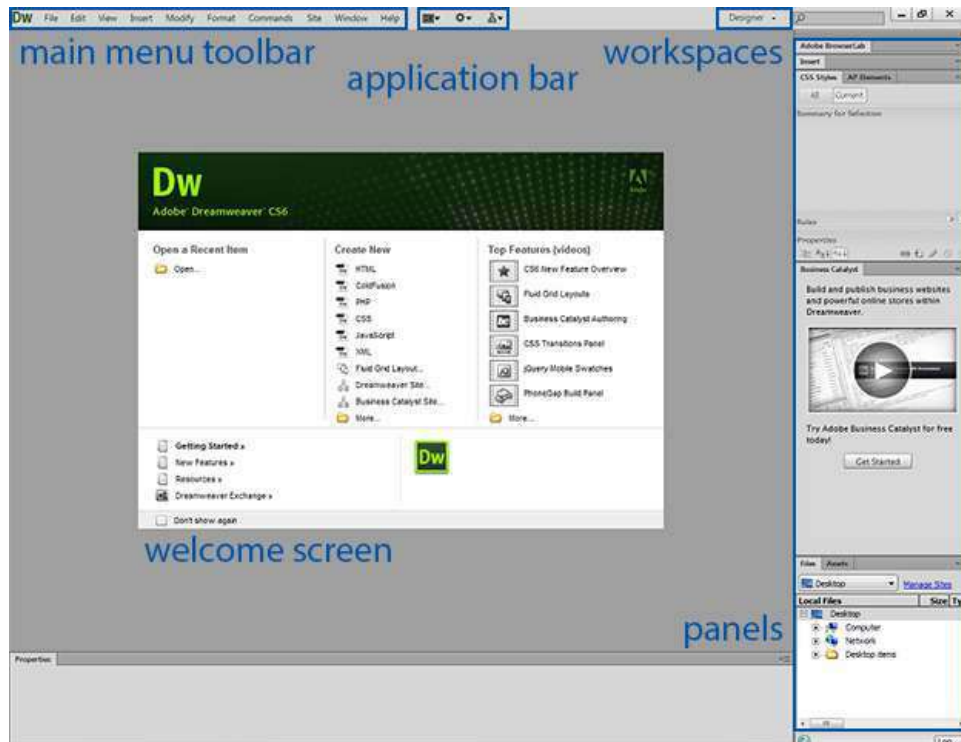 Dw File Edit View Insert Modify Format Commands Site Window Help
Designer
main menu toolbar
application bar
workspaces
Adobe BrowserLab
Insert
CSS Styles AP Elements
All Current
Summary for Selection
Rules
Properties
Business Catalyst
Build and publish business websites
and powerful online stores within
Dreamweaver.
Try Adobe Business Catalyst for free
today!
Get Started
Dw
Adobe Dreamweaver CS6
Adobe
Open a Recent Item
Open...
Create New
HTML
ColdFusion
PHP
CSS
JavaScript
XML
Fluid Grid Layout...
Dreamweaver Site...
Business Catalyst Site...
More...
Top Features (videos)
CS6 New Feature Overview
Fluid Grid Layouts
Business Catalyst Authoring
CSS Transitions Panel
jQuery Mobile Swatches
PhoneGap Build Panel
More...
Getting Started »
New Features »
Resources »
Dreamweaver Exchange »
Dw
Don't show again
welcome screen
panels
Files Assets
Desktop Manage Sites
Local Files Size Ty
Desktop
Computer
Network
Desktop items
Properties